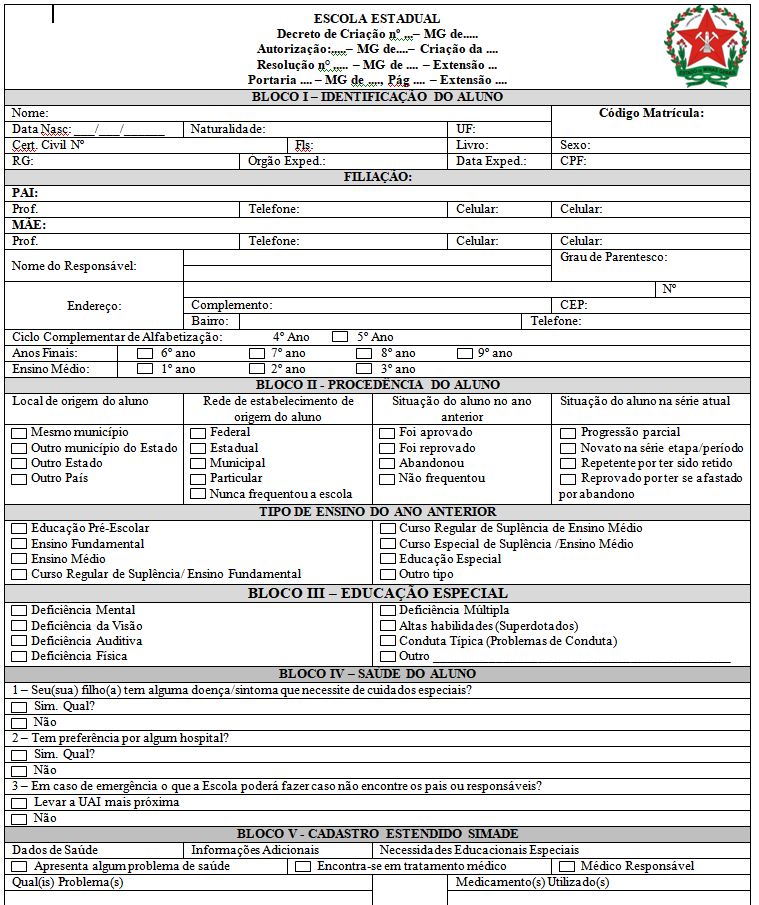 ESCOLA ESTADUAL
Decreto de Criação nº ...– MG de.....
Autorização:.....– MG de....– Criação da ....
Resolução nº ..... – MG de .... – Extensão ...
Portaria .... – MG de ...., Pág .... – Extensão ....
BLOCO I – IDENTIFICAÇÃO DO ALUNO
Nome: Código Matrícula:
Data Nasc: ___/___/______ Naturalidade: UF:
Cert. Civil Nº Fls: Livro: Sexo:
RG: Orgão Exped.: Data Exped.: CPF:
FILIAÇÃO:
PAI:
Prof. Telefone: Celular: Celular:
MÃE:
Prof. Telefone: Celular: Celular:
Nome do Responsável: Grau de Parentesco:
Nº
Endereço: Complemento: CEP:
Bairro: Telefone:
Ciclo Complementar de Alfabetização: 4º Ano 5º Ano
Anos Finais: 6º ano 7º ano 8º ano 9º ano
Ensino Médio: 1º ano 2º ano 3º ano
BLOCO II - PROCEDÊNCIA DO ALUNO
Local de origem do aluno
Mesmo município
Outro município do Estado
Outro Estado
Outro País
Rede de estabelecimento de
origem do aluno
Federal
Estadual
Municipal
Particular
Nunca frequentou a escola
Situação do aluno no ano
anterior
Foi aprovado
Foi reprovado
Abandonou
Não frequentou
Situação do aluno na série atual
Progressão parcial
Novato na série etapa/período
Repetente por ter sido retido
Reprovado por ter se afastado
por abandono
TIPO DE ENSINO DO ANO ANTERIOR
Educação Pré-Escolar
Ensino Fundamental
Ensino Médio
Curso Regular de Suplência/ Ensino Fundamental
Curso Regular de Suplência de Ensino Médio
Curso Especial de Suplência /Ensino Médio
Educação Especial
Outro tipo
BLOCO III – EDUCAÇÃO ESPECIAL
Deficiência Mental
Deficiência da Visão
Deficiência Auditiva
Deficiência Física
Deficiência Múltipla
Altas habilidades (Superdotados)
Conduta Típica (Problemas de Conduta)
Outro ______________________________
BLOCO IV – SAÚDE DO ALUNO
1 – Seu(sua) filho(a) tem alguma doença/sintoma que necessite de cuidados especiais?
Sim. Qual?
Não
2 – Tem preferência por algum hospital?
Sim. Qual?
Não
3 – Em caso de emergência o que a Escola poderá fazer caso não encontre os pais ou responsáveis?
Levar a UAI mais próxima
Não
BLOCO V - CADASTRO ESTENDIDO SIMADE
Dados de Saúde Informações Adicionais Necessidades Educacionais Especiais
Apresenta algum problema de saúde Encontra-se em tratamento médico Médico Responsável
Qual(is) Problema(s) Medicamento(s) Utilizado(s)